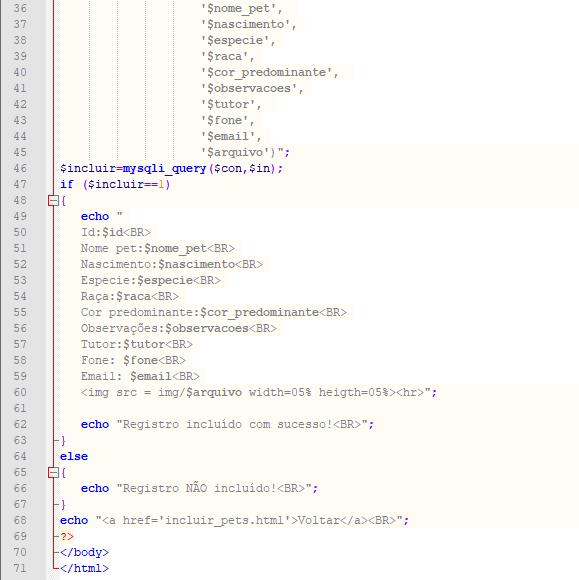 36 '$nome_pet',
37 '$nascimento',
38 '$especie',
39 '$raca',
40 '$cor_predominante',
41 '$observacoes',
42 '$tutor',
43 '$fone',
44 '$email',
45 '$arquivo')";
46 $incluir=mysqli_query($con,$in);
47 if ($incluir==1)
48 {
49 echo "
50 Id:$id<BR>
51 Nome pet:$nome_pet<BR>
52 Nascimento:$nascimento<BR>
53 Especie:$especie<BR>
54 Raça:$raca<BR>
55 Cor predominante:$cor_predominante<BR>
56 Observações:$observacoes<BR>
57 Tutor:$tutor<BR>
58 Fone: $fone<BR>
59 Email: $email<BR>
60 <img src = img/$arquivo width=05% heigth=05%><hr>";
61
62 echo "Registro incluído com sucesso!<BR>";
63 }
64 else
65 {
66 echo "Registro NÃO incluído!<BR>";
67 }
68 echo "<a href='incluir_pets.html'>Voltar</a><BR>";
69 ?>
70 </body>
71 </html>